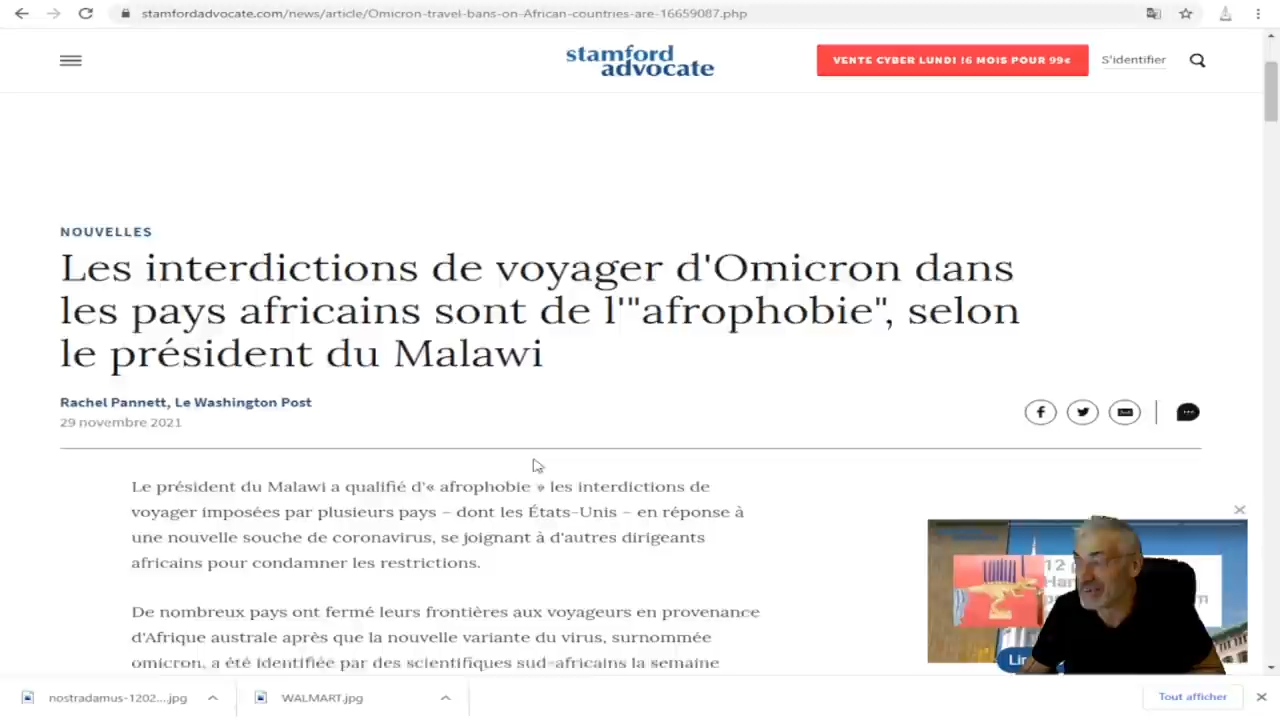 stamfordadvocate.com/news/article/Omicron-travel-bans-on-African-countries-are-16659087.php
stamford
advocate
VENTE CYBER LUNDI !6 MOIS POUR 99¢
S'identifier
NOUVELLES
Les interdictions de voyager d'Omicron dans
les pays africains sont de l'"afrophobie", selon
le président du Malawi
Rachel Pannett, Le Washington Post
29 novembre 2021
Le président du Malawi a qualifié d'« afrophobie » les interdictions de
voyager imposées par plusieurs pays – dont les États-Unis – en réponse à
une nouvelle souche de coronavirus, se joignant à d'autres dirigeants
africains pour condamner les restrictions.
De nombreux pays ont fermé leurs frontières aux voyageurs en provenance
d'Afrique australe après que la nouvelle variante du virus, surnommée
omicron, a été identifiée par des scientifiques sud-africains la semaine
12
Har
Lir
nostradamus-1202....jpg
WALMART.jpg
Tout afficher